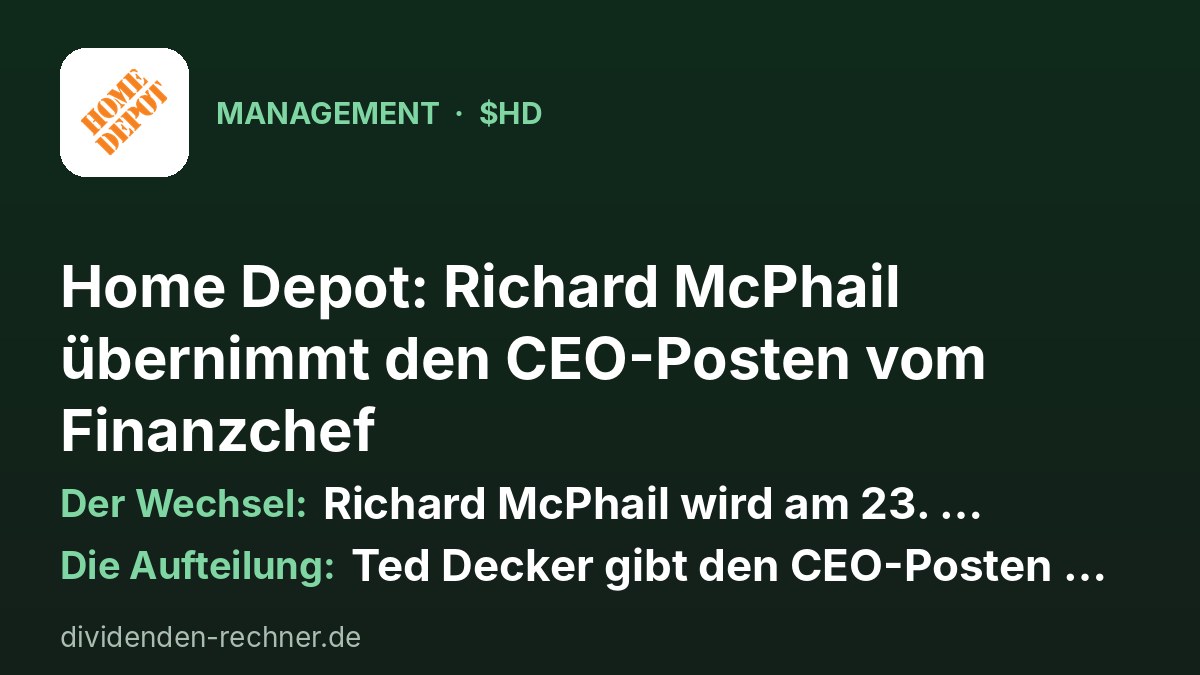 HOME
DEPOT
MANAGEMENT · $HD
Home Depot: Richard McPhail
übernimmt den CEO-Posten vom
Finanzchef
Der Wechsel: Richard McPhail wird am 23. …
Die Aufteilung: Ted Decker gibt den CEO-Posten …
dividenden-rechner.de